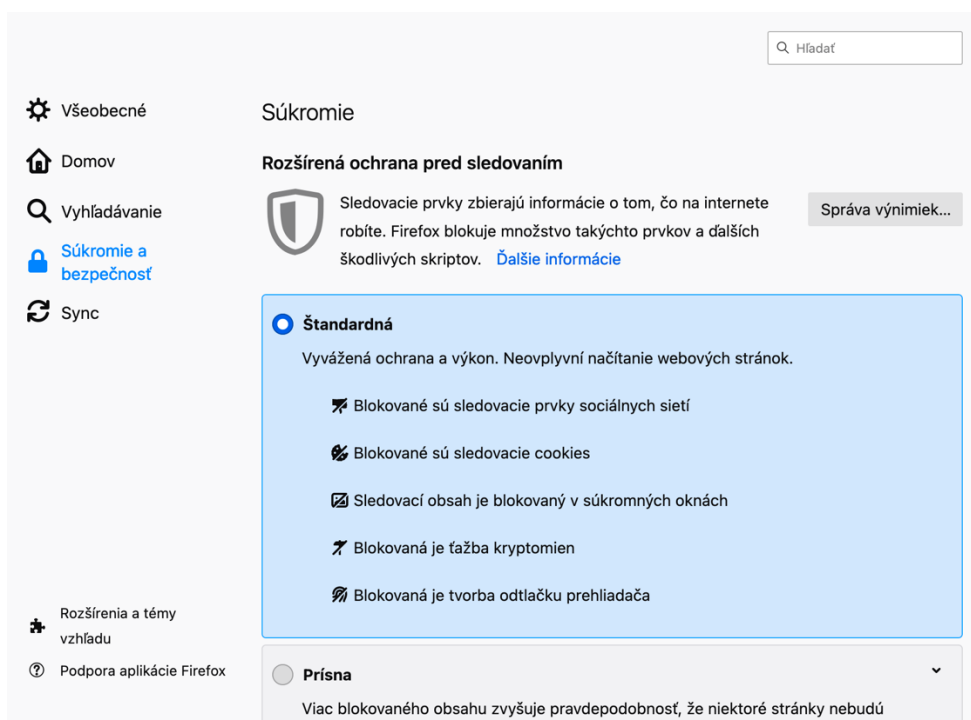 Hľadať
Všeobecné
Domov
Vyhľadávanie
Súkromie a
bezpečnosť
Sync
Rozšírenia a témy
vzhľadu
Podpora aplikácie Firefox
Súkromie
Rozšírená ochrana pred sledovaním
Sledovacie prvky zbierajú informácie o tom, čo na internete
robíte. Firefox blokuje množstvo takýchto prvkov a ďalších
škodlivých skriptov. Ďalšie informácie
Správa výnimiek...
Štandardná
Vyvážená ochrana a výkon. Neovplyvní načítanie webových stránok.
Blokované sú sledovacie prvky sociálnych sietí
Blokované sú sledovacie cookies
Sledovací obsah je blokovaný v súkromných oknách
Blokovaná je ťažba kryptomien
Blokovaná je tvorba odtlačku prehliadača
Prísna
Viac blokovaného obsahu zvyšuje pravdepodobnosť, že niektoré stránky nebudú